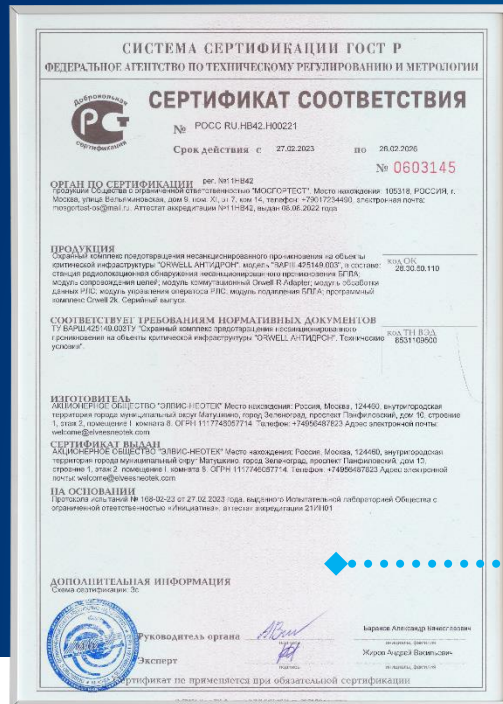 СИСТЕМА СЕРТИФИКАЦИИ ГОСТ Р
ФЕДЕРАЛЬНОЕ АГЕНТСТВО ПО ТЕХНИЧЕСКОМУ РЕГУЛИРОВАНИЮ И МЕТРОЛОГИИ
Добровольная
сертификация
СЕРТИФИКАТ СООТВЕТСТВИЯ
№ РОСС RU.НВ42.Н00221
Срок действия с 27.02.2023 по 26.02.2026
№ 0603145
ОРГАН ПО СЕРТИФИКАЦИИ рег. №11НВ42
продукции Общества с ограниченной ответственностью "МОСГОРТЕСТ". Место нахождения: 105318, РОССИЯ, г.
Москва, улица Вельяминовская, дом 9, пом. XI, эт 7, ком 14, телефон: +79017234490, электронная почта:
mosgortest-os@mail.ru. Аттестат аккредитации №11НВ42, выдан 08.06.2022 года
ПРОДУКЦИЯ
Охранный комплекс предотвращения несанкционированного проникновения на объекты
критической инфраструктуры "ORWELL АНТИДРОН", модель "ВАРШ.425149.003", в составе:
станция радиолокационная обнаружения несанкционированного проникновения БПЛА;
модуль сопровождения целей; модуль коммутационный Orwell R Adapter; модуль обработки
данных РЛС; модуль управления оператора РЛС; модуль подавления БПЛА; программный
комплекс Orwell 2k. Серийный выпуск.
код ОК
26.30.50.110
СООТВЕТСТВУЕТ ТРЕБОВАНИЯМ НОРМАТИВНЫХ ДОКУМЕНТОВ
ТУ ВАРШ.425149.003ТУ "Охранный комплекс предотвращения несанкционированного
проникновения на объекты критической инфраструктуры "ORWELL АНТИДРОН". Технические
условия".
код ТН ВЭД
8531109500
ИЗГОТОВИТЕЛЬ
АКЦИОНЕРНОЕ ОБЩЕСТВО "ЭЛВИС-НЕОТЕК" Место нахождения: Россия, Москва, 124460, внутригородская
территория города муниципальный округ Матушкино, город Зеленоград, проспект Панфиловский, дом 10, строение
1, этаж 2, помещение I, комната 8. ОГРН 1117746057714. Телефон: +74956487823 Адрес электронной почты:
welcome@elveesneotek.com
СЕРТИФИКАТ ВЫДАН
АКЦИОНЕРНОЕ ОБЩЕСТВО "ЭЛВИС-НЕОТЕК" Место нахождения: Россия, Москва, 124460, внутригородская
территория города муниципальный округ Матушкино, город Зеленоград, проспект Панфиловский, дом 10,
строение 1, этаж 2, помещение I, комната 8. ОГРН 1117746057714. Телефон: +74956487823 Адрес электронной
почты: welcome@elveesneotek.com
НА ОСНОВАНИИ
Протокола испытаний № 168-02-23 от 27.02.2023 года, выданного Испытательной лабораторией Общества с
ограниченной ответственностью «Инициатива», аттестат аккредитации 21ИН01
ДОПОЛНИТЕЛЬНАЯ ИНФОРМАЦИЯ
Схема сертификации: 3с
Руководитель органа
подпись
инициалы, фамилия
Эксперт
Жиров Андрей Васильевич
подпись
инициалы, фамилия
Сертификат не применяется при обязательной сертификации